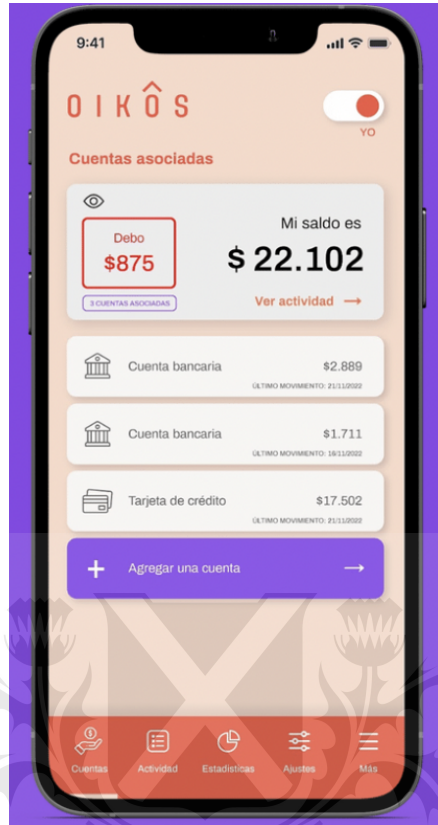 9:41
OIKÔS
YO
Cuentas asociadas
Debo
$875
Mi saldo es
$ 22.102
3 CUENTAS ASOCIADAS
Ver actividad →
Cuenta bancaria
$2.889
ÚLTIMO MOVIMIENTO: 21/11/2022
Cuenta bancaria
$1.711
ÚLTIMO MOVIMIENTO: 18/11/2022
Tarjeta de crédito
$17.502
ÚLTIMO MOVIMIENTO: 21/11/2022
+ Agregar una cuenta →
Cuentas
Actividad
Estadísticas
Ajustes
Más